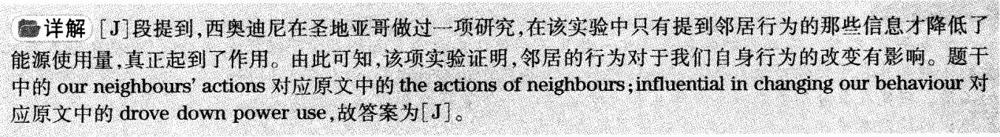 详解 [J]段提到,西奥迪尼在圣地亚哥做过一项研究,在该实验中只有提到邻居行为的那些信息才降低了
能源使用量,真正起到了作用。由此可知,该项实验证明,邻居的行为对于我们自身行为的改变有影响。题干
中的 our neighbours' actions 对应原文中的 the actions of neighbours;influential in changing our behaviour 对
应原文中的 drove down power use,故答案为[J]。